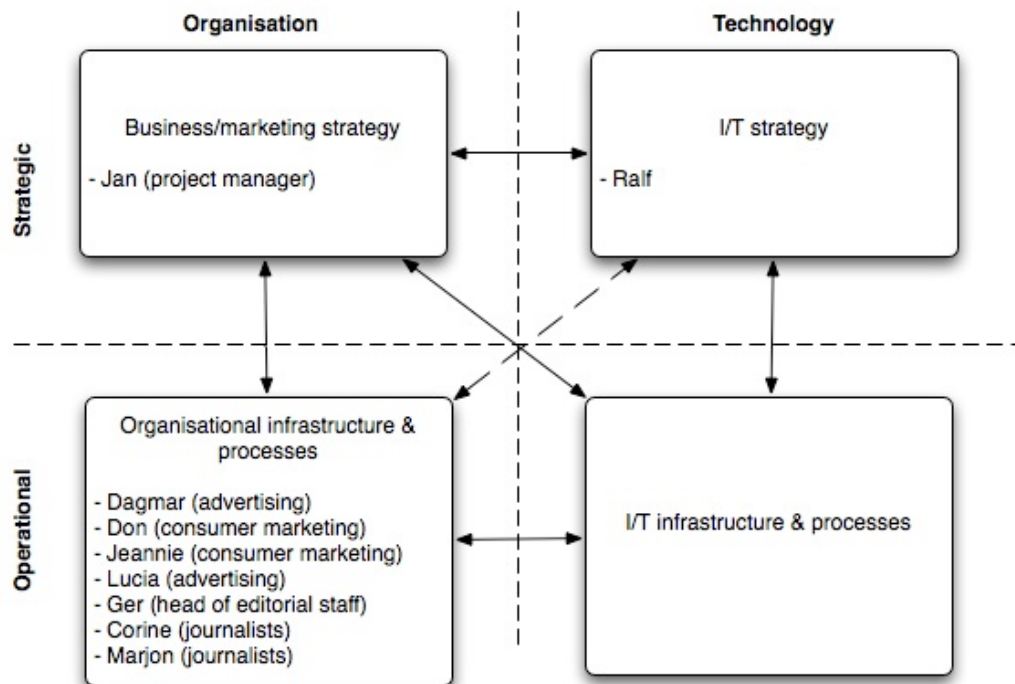 Organisation
Technology
Strategic
Business/marketing strategy
- Jan (project manager)
I/T strategy
- Ralf
Operational
Organisational infrastructure &
processes
- Dagmar (advertising)
- Don (consumer marketing)
- Jeannie (consumer marketing)
- Lucia (advertising)
- Ger (head of editorial staff)
- Corine (journalists)
- Marjon (journalists)
I/T infrastructure & processes